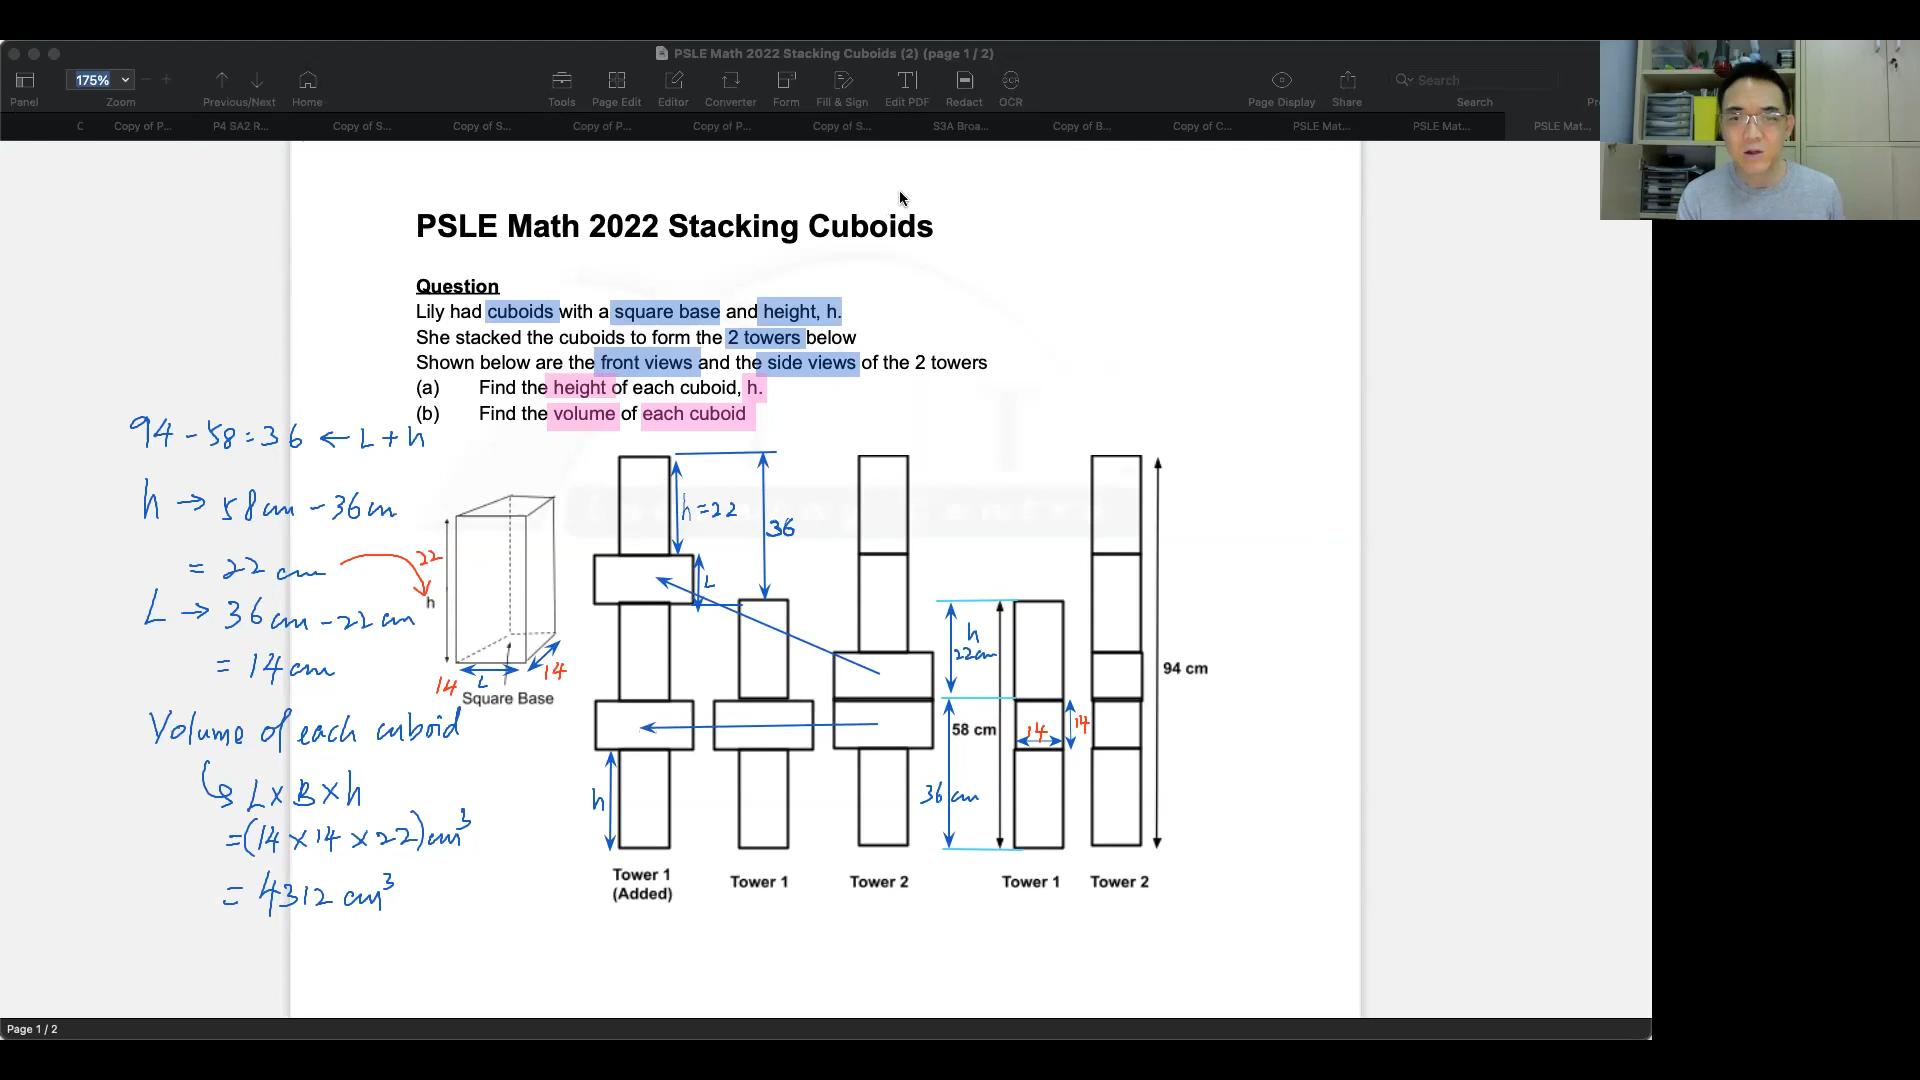 PSLE Math 2022 Stacking Cuboids (2) (page 1 / 2)
175%
Panel
Zoom
Previous/Next
Home
Tools
Page Edit
Editor
Converter
Form
Fill & Sign
Edit PDF
Redact
OCR
OCR
Page Display
Share
Search
Search
C
Copy of P...
P4 SA2 R...
Copy of S...
Copy of S...
Copy of P...
Copy of P...
Copy of S...
S3A Broa...
Copy of B...
Copy of C...
PSLE Mat...
PSLE Mat...
PSLE Mat...
PSLE Math 2022 Stacking Cuboids
Question
Lily had cuboids with a square base and height, h.
She stacked the cuboids to form the 2 towers below
Shown below are the front views and the side views of the 2 towers
(a) Find the height of each cuboid, h.
(b) Find the volume of each cuboid
94 - 58 = 36 ← L + h
h → 58 cm - 36 cm
= 22 cm
L → 36 cm - 22 cm
= 14 cm
Volume of each cuboid
↳ L × B × h
= (14 × 14 × 22) cm³
= 4312 cm³
22
h
14
L
14
Square Base
h = 22
36
L
h
h
22cm
58 cm
36 cm
14
14
94 cm
Tower 1
(Added)
Tower 1
Tower 2
Tower 1
Tower 2
Page 1 / 2